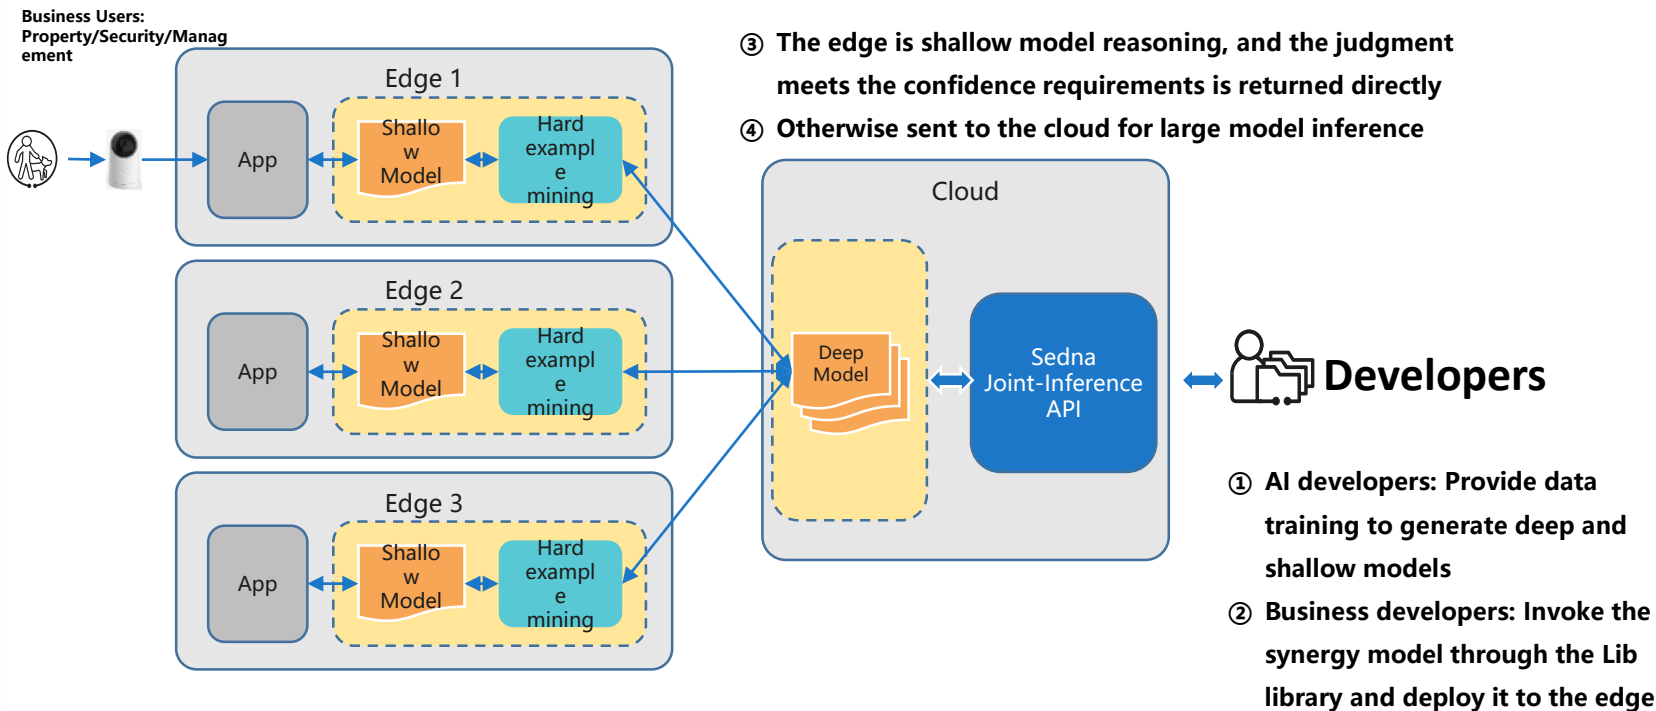 Business Users:
Property/Security/Manag
ement
③ The edge is shallow model reasoning, and the judgment
meets the confidence requirements is returned directly
④ Otherwise sent to the cloud for large model inference
Edge 1
App
Shallo
w
Model
Hard
exampl
e
mining
Edge 2
App
Shallo
w
Model
Hard
exampl
e
mining
Edge 3
App
Shallo
w
Model
Hard
exampl
e
mining
Cloud
Deep
Model
Sedna
Joint-Inference
API
Developers
① AI developers: Provide data
training to generate deep and
shallow models
② Business developers: Invoke the
synergy model through the Lib
library and deploy it to the edge